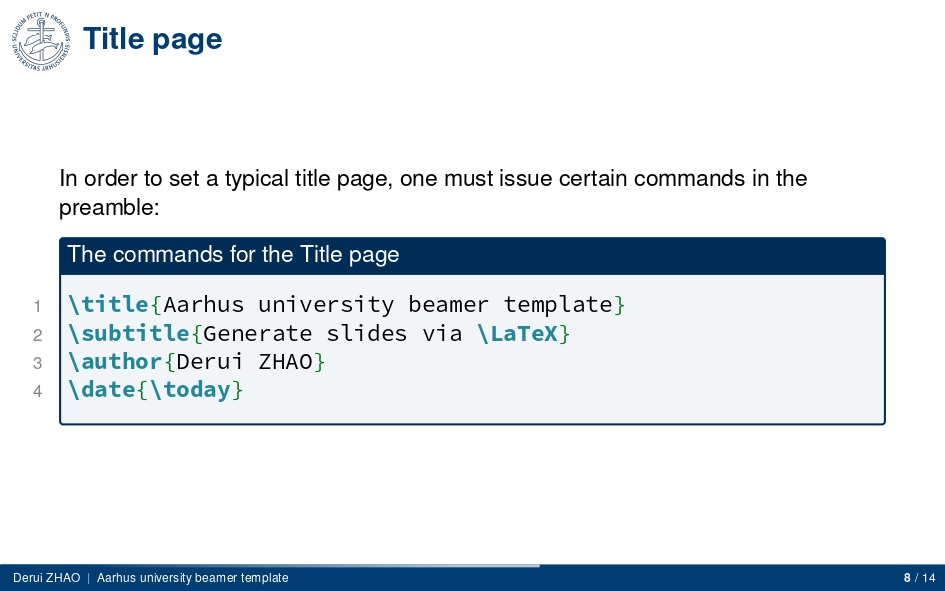 SOLIDUM PETIT IN PROFUNDIS
UNIVERSITAS ARHUSIENSIS
Title page
In order to set a typical title page, one must issue certain commands in the
preamble:
The commands for the Title page
1 \title{Aarhus university beamer template}
2 \subtitle{Generate slides via \LaTeX}
3 \author{Derui ZHAO}
4 \date{\today}
Derui ZHAO | Aarhus university beamer template
8 / 14